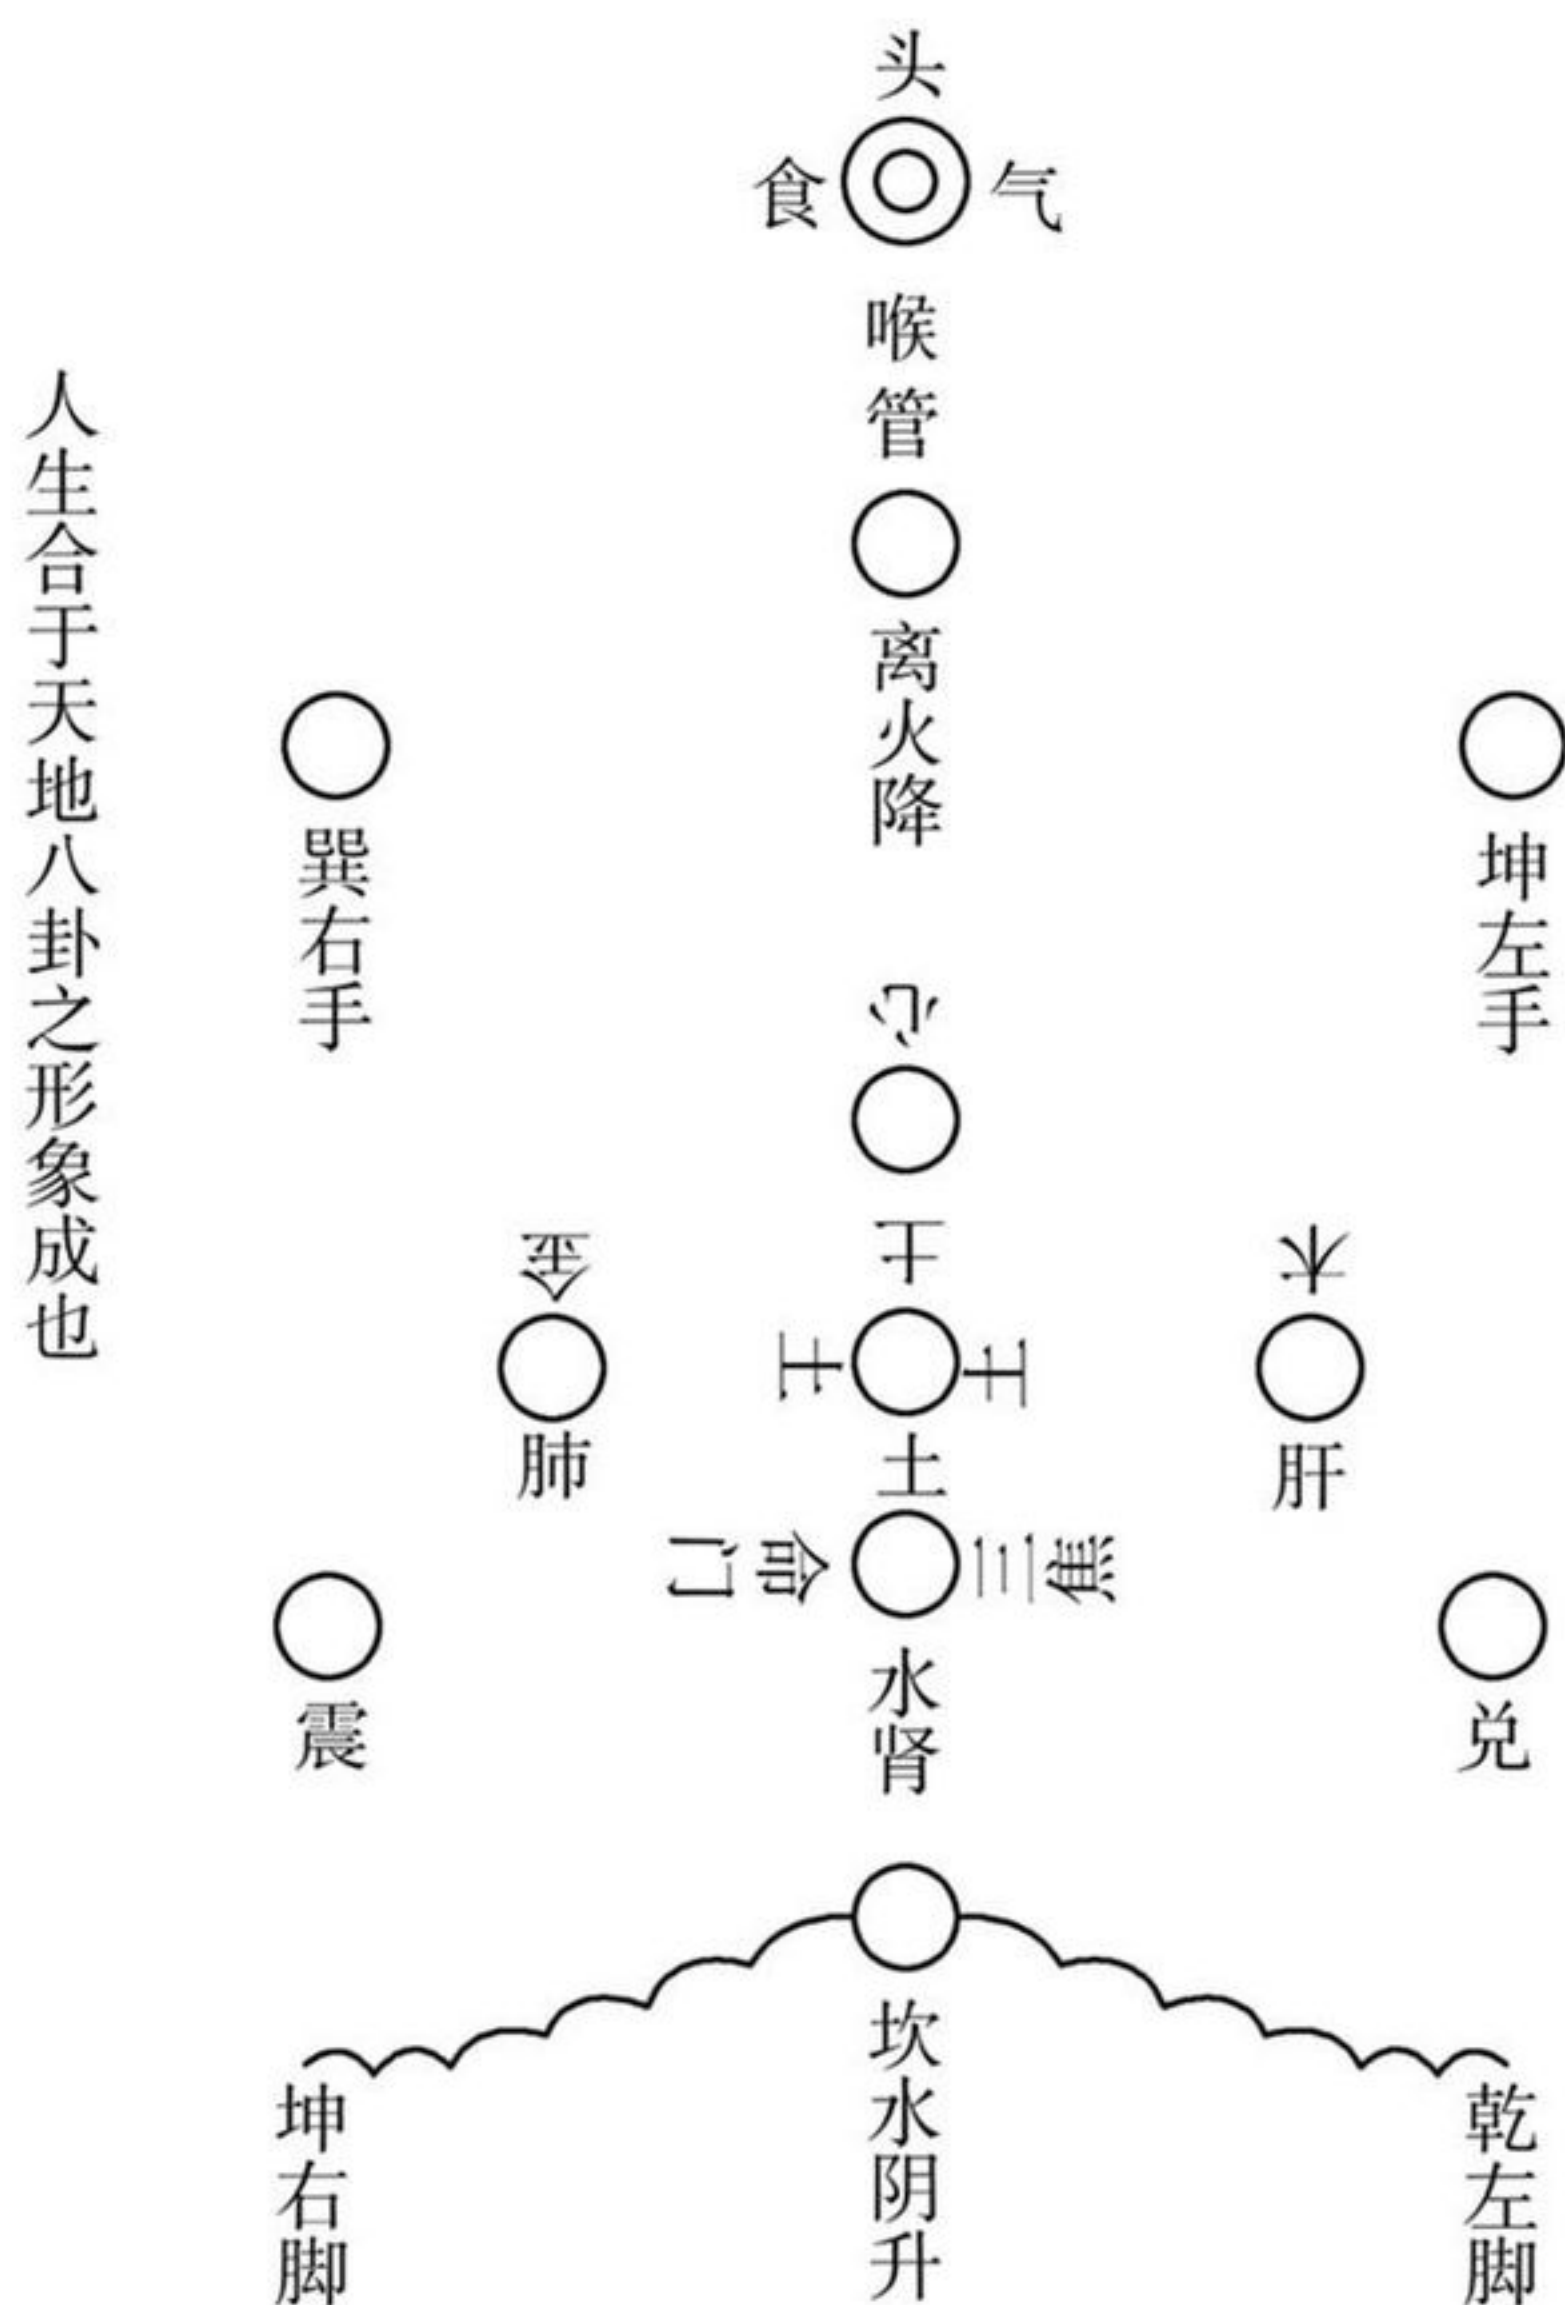 头
食
气
喉管
离火降
人生合于天地八卦之形象成也
巽右手
坤左手
心
金
土
木
土
土
肺
土
肝
命门
三焦
震
水肾
兑
坤右脚
坎水阴升
乾左脚